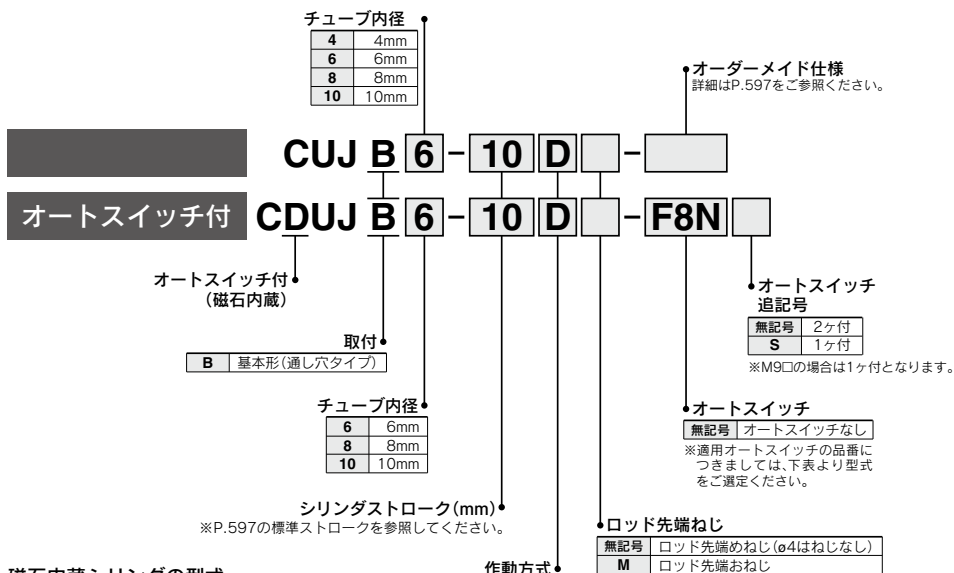 チューブ内径
4 4mm
6 6mm
8 8mm
10 10mm
オーダーメイド仕様
詳細はP.597をご参照ください。
CUJ B 6 - 10 D -
オートスイッチ付 CDUJ B 6 - 10 D - F8N
オートスイッチ付
(磁石内蔵)
オートスイッチ
追記号
無記号 2ヶ付
S 1ヶ付
※M9□の場合は1ヶ付となります。
取付
B 基本形(通し穴タイプ)
チューブ内径
6 6mm
8 8mm
10 10mm
オートスイッチ
無記号 オートスイッチなし
※適用オートスイッチの品番に
つきましては、下表より型式
をご選定ください。
シリンダストローク(mm)
※P.597の標準ストロークを参照してください。
ロッド先端ねじ
無記号 ロッド先端めねじ(ø4はねじなし)
M ロッド先端おねじ
磁石内蔵シリンダの型式
作動方式